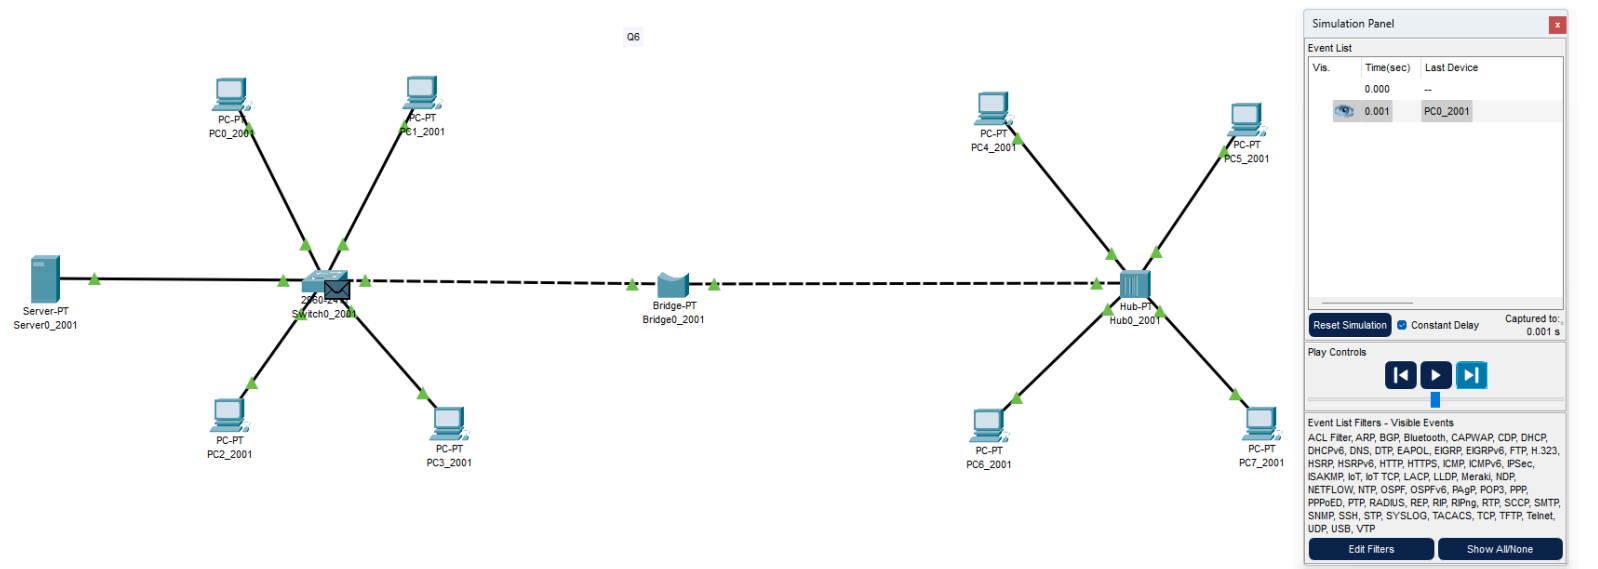 Q6
PC-PT
PC0_2001
PC-PT
PC1_2001
Server-PT
Server0_2001
2960-24TT
Switch0_2001
PC-PT
PC2_2001
PC-PT
PC3_2001
Bridge-PT
Bridge0_2001
PC-PT
PC4_2001
PC-PT
PC5_2001
Hub-PT
Hub0_2001
PC-PT
PC6_2001
PC-PT
PC7_2001
Simulation Panel
x
Event List
Vis. Time(sec) Last Device
0.000 --
0.001 PC0_2001
Reset Simulation Constant Delay Captured to:
0.001 s
Play Controls
Event List Filters - Visible Events
ACL Filter, ARP, BGP, Bluetooth, CAPWAP, CDP, DHCP,
DHCPv6, DNS, DTP, EAPOL, EIGRP, EIGRPv6, FTP, H.323,
HSRP, HSRPv6, HTTP, HTTPS, ICMP, ICMPv6, IPSec,
ISAKMP, IoT, IoT TCP, LACP, LLDP, Meraki, NDP,
NETFLOW, NTP, OSPF, OSPFv6, PAgP, POP3, PPP,
PPPoED, PTP, RADIUS, REP, RIP, RIPng, RTP, SCCP, SMTP,
SNMP, SSH, STP, SYSLOG, TACACS, TCP, TFTP, Telnet,
UDP, USB, VTP
Edit Filters Show All/None